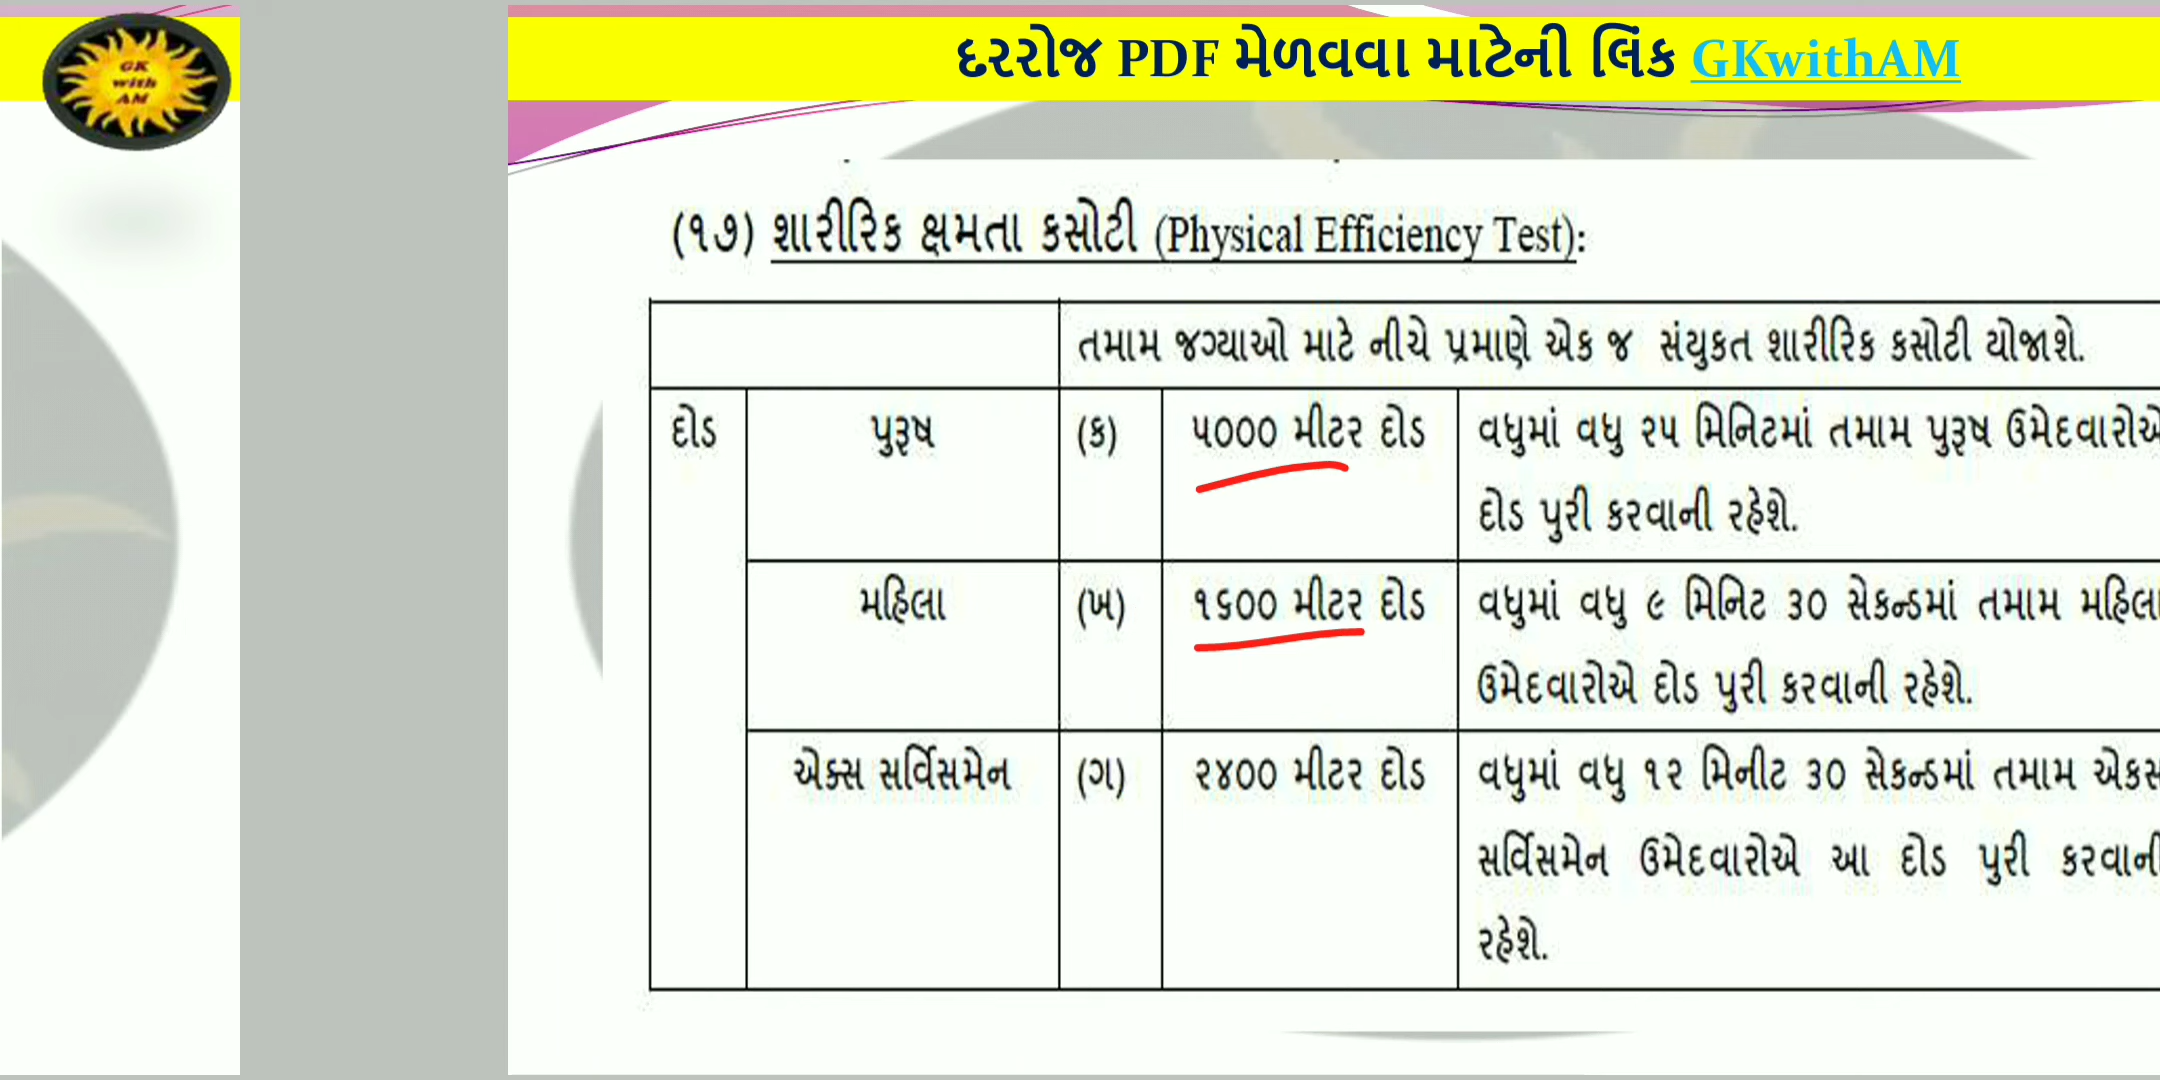 GK
with
AM
દરરોજ PDF મેળવવા માટેની લિંક GKwithAM
(૧૭) શારીરિક ક્ષમતા કસોટી (Physical Efficiency Test):
તમામ જગ્યાઓ માટે નીચે પ્રમાણે એક જ સંયુકત શારીરિક કસોટી યોજાશે.
દોડ પુરૂષ (ક) ૫૦૦૦ મીટર દોડ વધુમાં વધુ ૨૫ મિનિટમાં તમામ પુરૂષ ઉમેદવારોએ
દોડ પુરી કરવાની રહેશે.
મહિલા (ખ) ૧૬૦૦ મીટર દોડ વધુમાં વધુ ૯ મિનિટ ૩૦ સેકન્ડમાં તમામ મહિલા
ઉમેદવારોએ દોડ પુરી કરવાની રહેશે.
એક્સ સર્વિસમેન (ગ) ૨૪૦૦ મીટર દોડ વધુમાં વધુ ૧૨ મિનીટ ૩૦ સેકન્ડમાં તમામ એકસ
સર્વિસમેન ઉમેદવારોએ આ દોડ પુરી કરવાની
રહેશે.